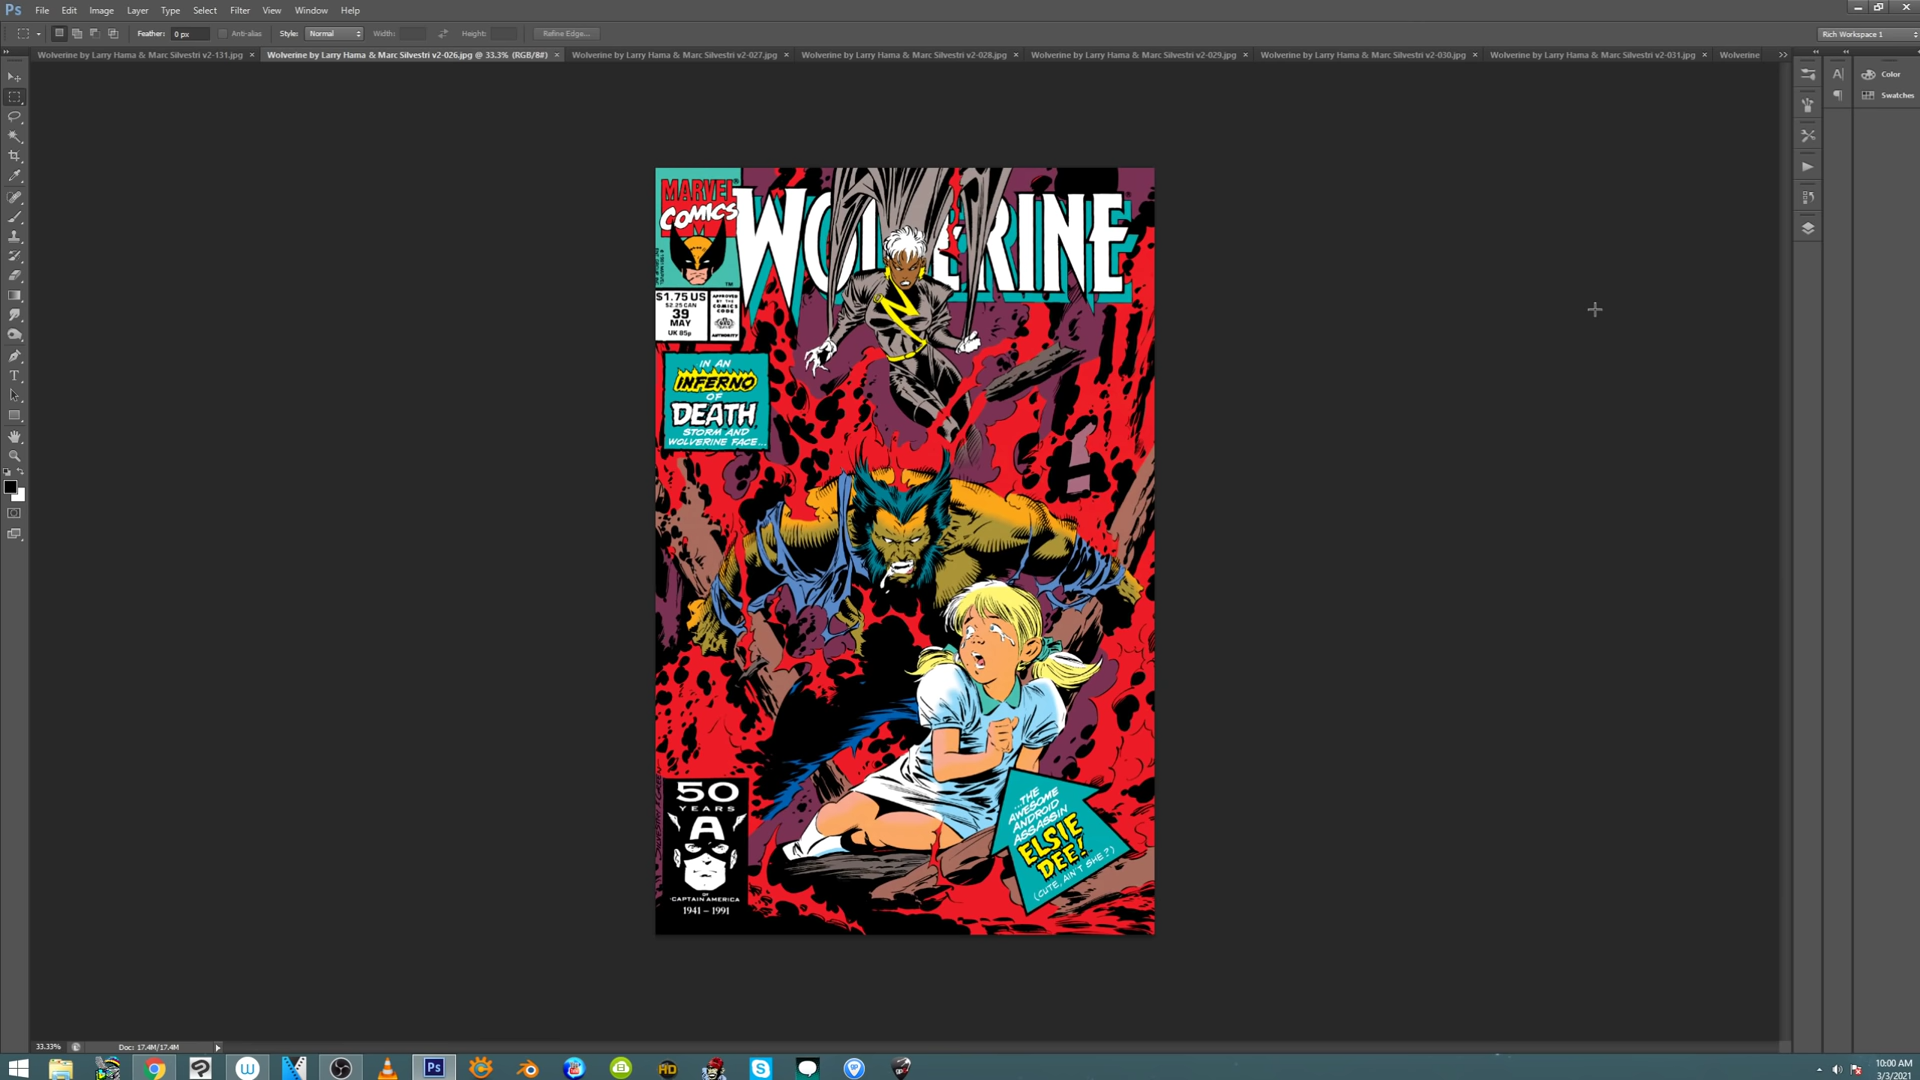 Ps File Edit Image Layer Type Select Filter View Window Help
Feather: 0 px Anti-alias Style: Normal Width: Height: Refine Edge... Rich Workspace 1
Wolverine by Larry Hama & Marc Silvestri v2-131.jpg × Wolverine by Larry Hama & Marc Silvestri v2-026.jpg @ 33.3% (RGB/8#) × Wolverine by Larry Hama & Marc Silvestri v2-027.jpg × Wolverine by Larry Hama & Marc Silvestri v2-028.jpg × Wolverine by Larry Hama & Marc Silvestri v2-029.jpg × Wolverine by Larry Hama & Marc Silvestri v2-030.jpg × Wolverine by Larry Hama & Marc Silvestri v2-031.jpg × Wolverine
Color
Swatches
MARVEL
COMICS
WOLVERINE
TM
$1.75 US
$2.25 CAN
39
MAY
UK 85p
APPROVED
BY THE
COMICS
CODE
AUTHORITY
IN AN
INFERNO
OF
DEATH,
STORM AND
WOLVERINE FACE...
...THE
AWESOME
ANDROID
ASSASSIN
ELSIE
DEE!
(CUTE, AIN'T SHE?)
50
YEARS
A
OF
CAPTAIN AMERICA
1941 – 1991
33.33% Doc: 17.4M/17.4M
Ps
10:00 AM
3/3/2021